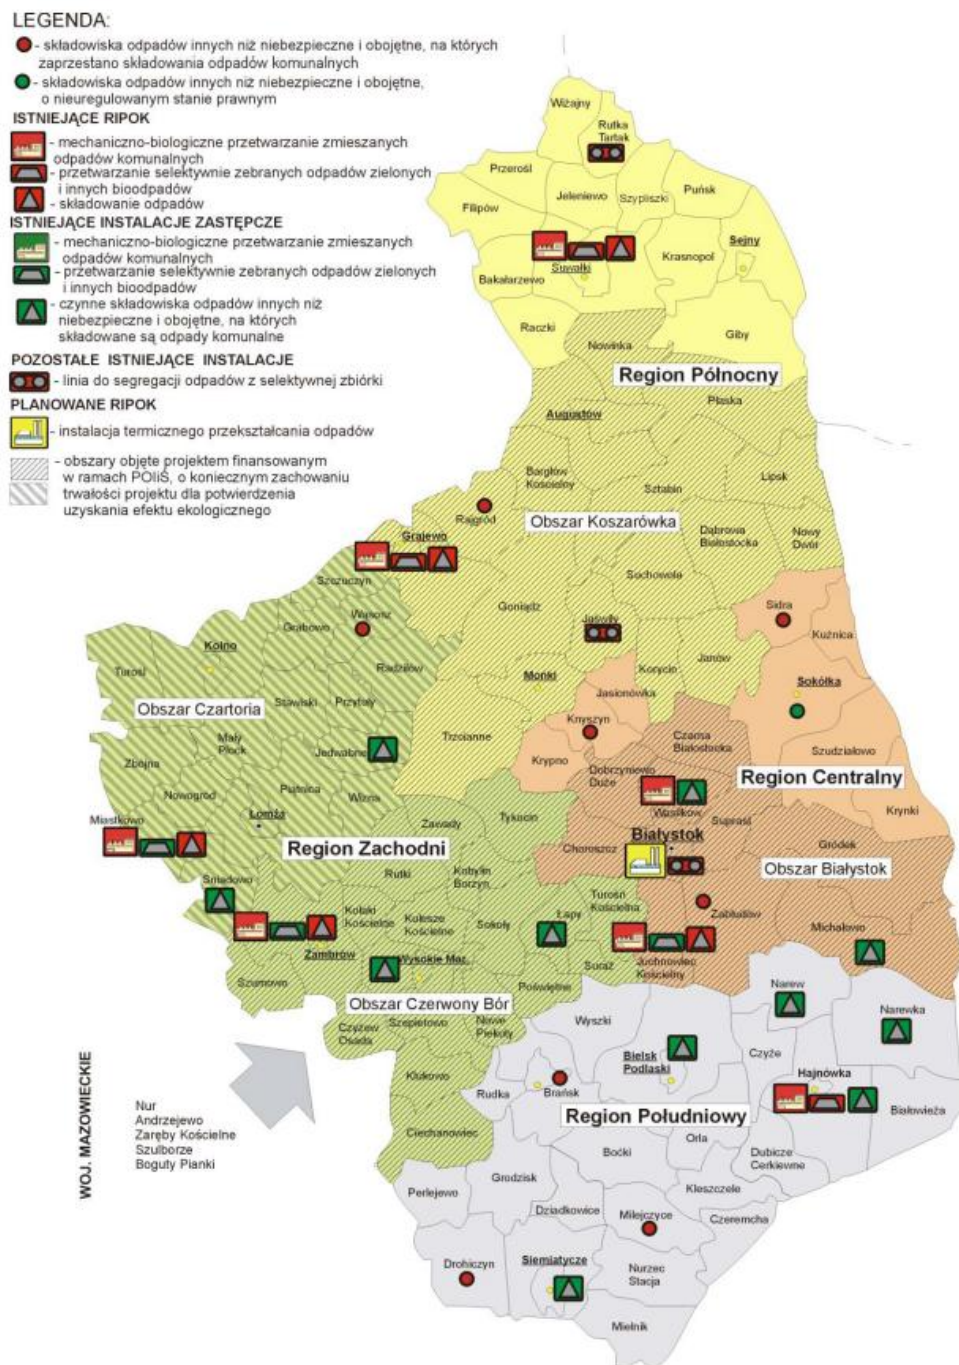 LEGENDA:
- składowiska odpadów innych niż niebezpieczne i obojętne, na których
zaprzestano składowania odpadów komunalnych
- składowiska odpadów innych niż niebezpieczne i obojętne,
o nieuregulowanym stanie prawnym
ISTNIEJĄCE RIPOK
- mechaniczno-biologiczne przetwarzanie zmieszanych
odpadów komunalnych
- przetwarzanie selektywnie zebranych odpadów zielonych
i innych bioodpadów
- składowanie odpadów
ISTNIEJĄCE INSTALACJE ZASTĘPCZE
- mechaniczno-biologiczne przetwarzanie zmieszanych
odpadów komunalnych
- przetwarzanie selektywnie zebranych odpadów zielonych
i innych bioodpadów
- czynne składowiska odpadów innych niż
niebezpieczne i obojętne, na których
składowane są odpady komunalne
POZOSTAŁE ISTNIEJĄCE INSTALACJE
- linia do segregacji odpadów z selektywnej zbiórki
PLANOWANE RIPOK
- instalacja termicznego przekształcania odpadów
- obszary objęte projektem finansowanym
w ramach POIiŚ, o koniecznym zachowaniu
trwałości projektu dla potwierdzenia
uzyskania efektu ekologicznego
Wiżajny
Rutka
Tartak
Przerośl
Jeleniewo
Szypliszki
Puńsk
Filipów
Sejny
Suwałki
Krasnopol
Bakałarzewo
Raczki
Giby
Nowinka
Region Północny
Płaska
Augustów
Bargłów
Kościelny
Sztabin
Lipsk
Rajgród
Obszar Koszarówka
Dąbrowa
Białostocka
Nowy
Dwór
Grajewo
Szczuczyn
Suchowola
Goniądz
Wąsosz
Grabowo
Jaświły
Sidra
Kuźnica
Kolno
Turośl
Radziłów
Korycin
Janów
Mońki
Jasionówka
Sokółka
Stawiski
Przytuły
Obszar Czartoria
Knyszyn
Mały
Płock
Jedwabne
Trzcianne
Czarna
Białostocka
Szudziałowo
Zbójna
Krypno
Dobrzyniewo
Duże
Region Centralny
Nowogród
Piątnica
Wizna
Krynki
Łomża
Tykocin
Wasilków
Supraśl
Miastkowo
Zawady
Białystok
Region Zachodni
Choroszcz
Gródek
Rutki
Kobylin
Borzyn
Obszar Białystok
Śniadowo
Turośń
Kościelna
Kołaki
Kościelne
Kulesze
Kościelne
Sokoły
Łapy
Zabłudów
Michałowo
Zambrów
Wykokie Maz.
Suraż
Juchnowiec
Kościelny
Szumowo
Poświętne
Narew
Obszar Czerwony Bór
Narewka
Czyżew
Osada
Szepietowo
Nowe
Piekuty
Wyszki
Czyże
Bielsk
Podlaski
Hajnówka
Klukowo
Rudka
Brańsk
Białowieża
Region Południowy
Ciechanowiec
Orla
Boćki
Dubicze
Cerkiewne
Grodzisk
Kleszczele
Perlejewo
Dziadkowice
Milejczyce
Czeremcha
Drohiczyn
Siemiatycze
Nurzec
Stacja
Mielnik
WOJ. MAZOWIECKIE
Nur
Andrzejewo
Zaręby Kościelne
Szulborze
Boguty Pianki